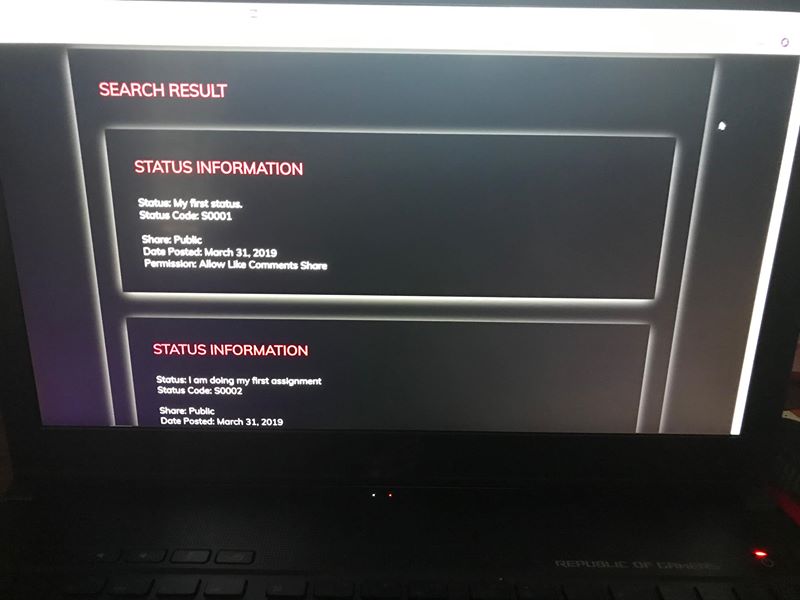 SEARCH RESULT
STATUS INFORMATION
Status: My first status.
Status Code: S0001
Share: Public
Date Posted: March 31, 2019
Permission: Allow Like Comments Share
STATUS INFORMATION
Status: I am doing my first assignment
Status Code: S0002
Share: Public
Date Posted: March 31, 2019
REPUBLIC OF GAMERS